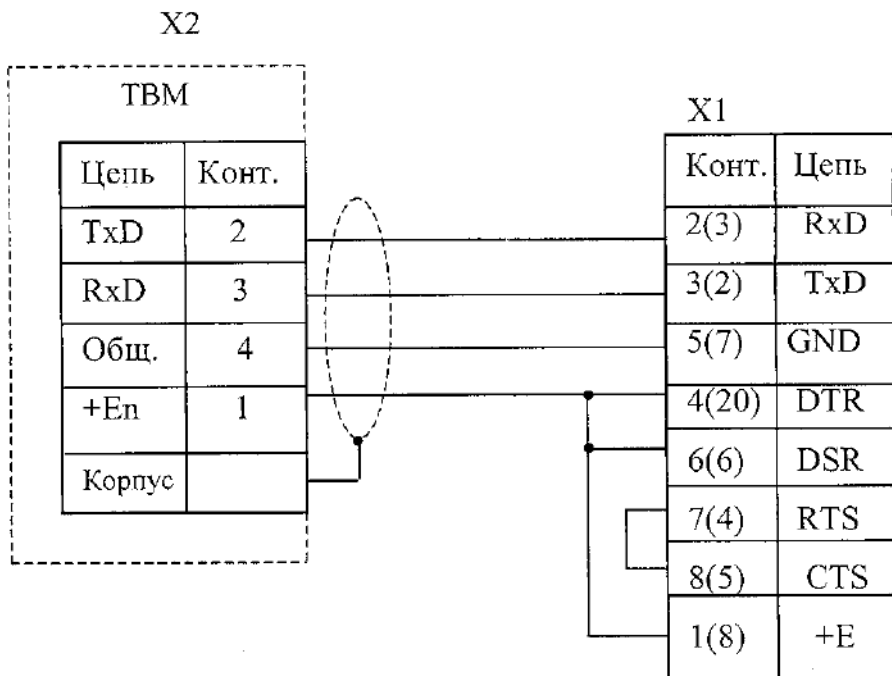 X2
ТВМ
Цепь Конт.
TxD 2
RxD 3
Общ. 4
+En 1
Корпус
X1
Конт. Цепь
2(3) RxD
3(2) TxD
5(7) GND
4(20) DTR
6(6) DSR
7(4) RTS
8(5) CTS
1(8) +E